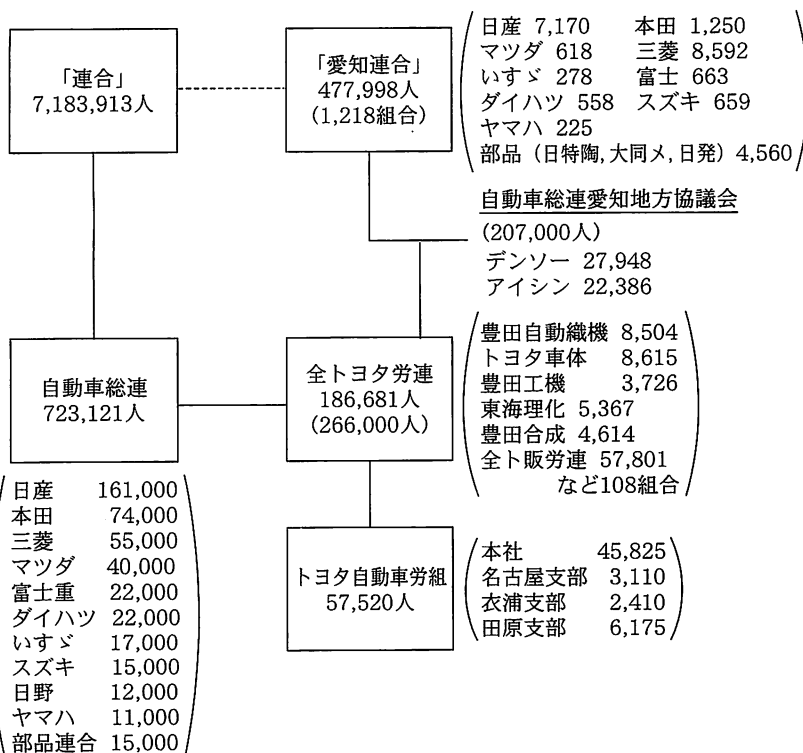 「連合」
7,183,913人
「愛知連合」
477,998人
(1,218組合)
日産 7,170 本田 1,250
マツダ 618 三菱 8,592
いすゞ 278 富士 663
ダイハツ 558 スズキ 659
ヤマハ 225
部品（日特陶,大同メ,日発）4,560
自動車総連愛知地方協議会
(207,000人)
デンソー 27,948
アイシン 22,386
自動車総連
723,121人
全トヨタ労連
186,681人
(266,000人)
豊田自動織機 8,504
トヨタ車体 8,615
豊田工機 3,726
東海理化 5,367
豊田合成 4,614
全ト販労連 57,801
など108組合
日産 161,000
本田 74,000
三菱 55,000
マツダ 40,000
富士重 22,000
ダイハツ 22,000
いすゞ 17,000
スズキ 15,000
日野 12,000
ヤマハ 11,000
部品連合 15,000
トヨタ自動車労組
57,520人
本社 45,825
名古屋支部 3,110
衣浦支部 2,410
田原支部 6,175